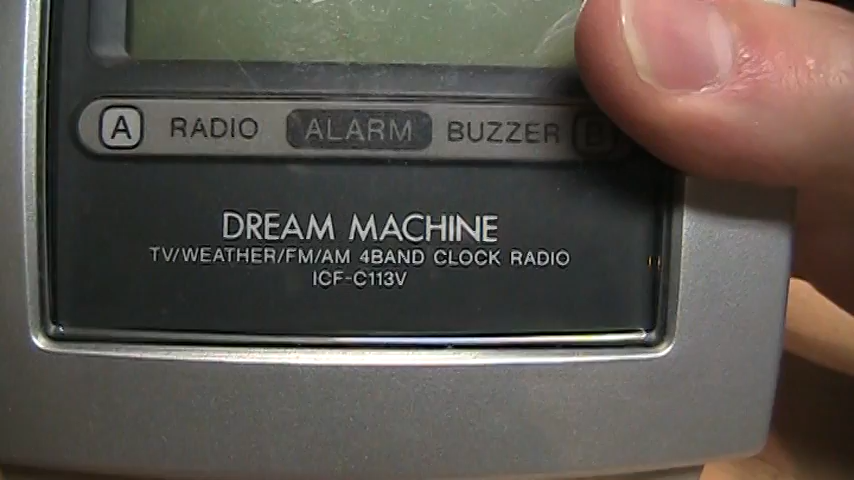 A RADIO ALARM BUZZER B
DREAM MACHINE
TV/WEATHER/FM/AM 4BAND CLOCK RADIO
ICF-C113V